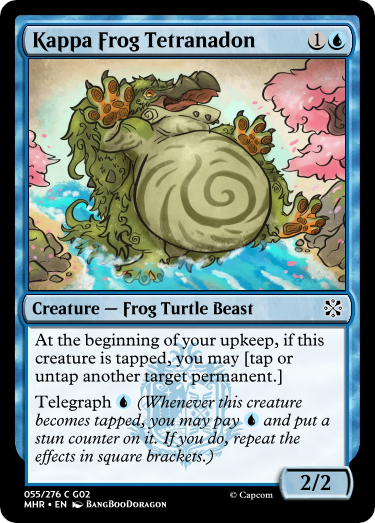 Kappa Frog Tetranadon 1
Creature — Frog Turtle Beast
At the beginning of your upkeep, if this
creature is tapped, you may [tap or
untap another target permanent.]
Telegraph (Whenever this creature
becomes tapped, you may pay and put a
stun counter on it. If you do, repeat the
effects in square brackets.)
2/2
055/276 C G02
MHR • EN BangBooDoragon
© Capcom